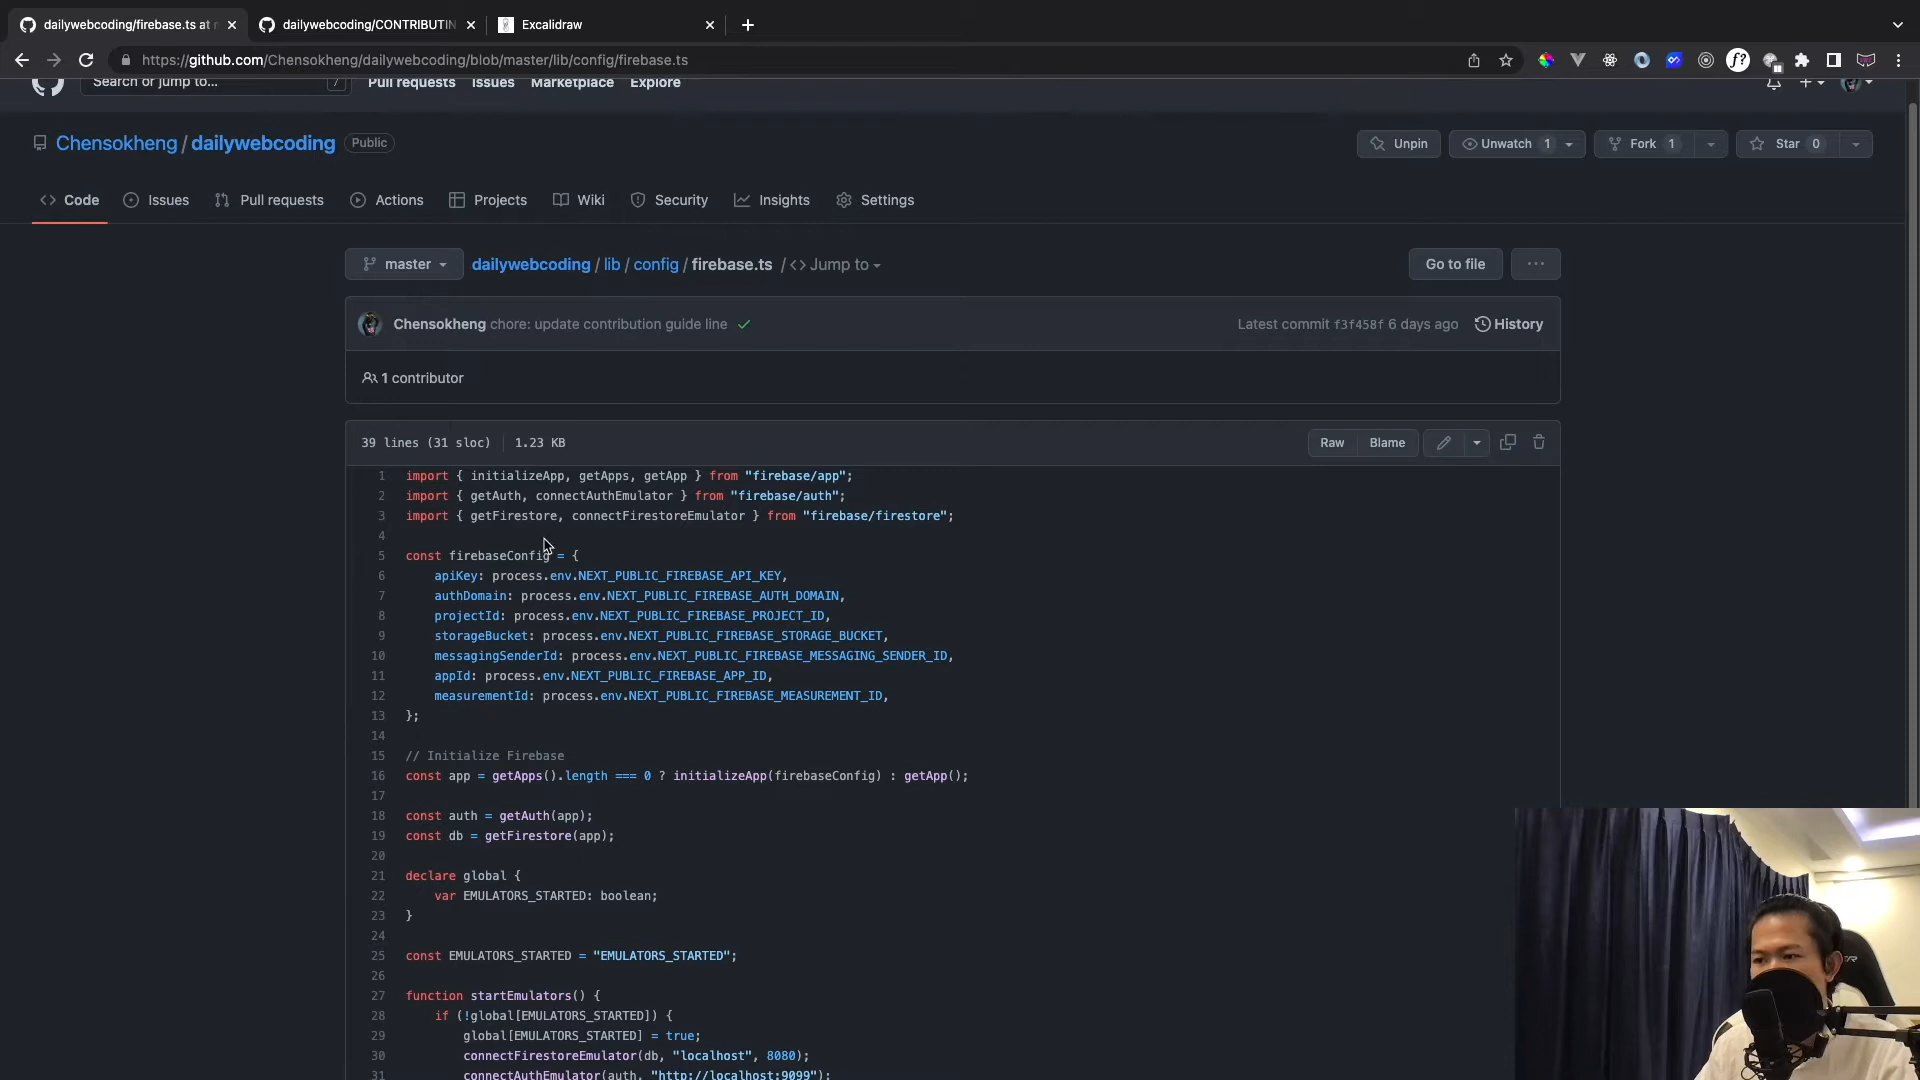 dailywebcoding/firebase.ts at
dailywebcoding/CONTRIBUTIN
Excalidraw
https://github.com/Chensokheng/dailywebcoding/blob/master/lib/config/firebase.ts
f?
Search or jump to...
/
Pull requests
Issues
Marketplace
Explore
Chensokheng / dailywebcoding
Public
Unpin
Unwatch 1
Fork 1
Star 0
Code
Issues
Pull requests
Actions
Projects
Wiki
Security
Insights
Settings
master
dailywebcoding / lib / config / firebase.ts / <> Jump to
Go to file
...
Chensokheng chore: update contribution guide line
Latest commit f3f458f 6 days ago
History
1 contributor
39 lines (31 sloc)
1.23 KB
Raw
Blame
1 import { initializeApp, getApps, getApp } from "firebase/app";
2 import { getAuth, connectAuthEmulator } from "firebase/auth";
3 import { getFirestore, connectFirestoreEmulator } from "firebase/firestore";
4
5 const firebaseConfig = {
6 apiKey: process.env.NEXT_PUBLIC_FIREBASE_API_KEY,
7 authDomain: process.env.NEXT_PUBLIC_FIREBASE_AUTH_DOMAIN,
8 projectId: process.env.NEXT_PUBLIC_FIREBASE_PROJECT_ID,
9 storageBucket: process.env.NEXT_PUBLIC_FIREBASE_STORAGE_BUCKET,
10 messagingSenderId: process.env.NEXT_PUBLIC_FIREBASE_MESSAGING_SENDER_ID,
11 appId: process.env.NEXT_PUBLIC_FIREBASE_APP_ID,
12 measurementId: process.env.NEXT_PUBLIC_FIREBASE_MEASUREMENT_ID,
13 };
14
15 // Initialize Firebase
16 const app = getApps().length === 0 ? initializeApp(firebaseConfig) : getApp();
17
18 const auth = getAuth(app);
19 const db = getFirestore(app);
20
21 declare global {
22 var EMULATORS_STARTED: boolean;
23 }
24
25 const EMULATORS_STARTED = "EMULATORS_STARTED";
26
27 function startEmulators() {
28 if (!global[EMULATORS_STARTED]) {
29 global[EMULATORS_STARTED] = true;
30 connectFirestoreEmulator(db, "localhost", 8080);
31 connectAuthEmulator(auth, "http://localhost:9099");